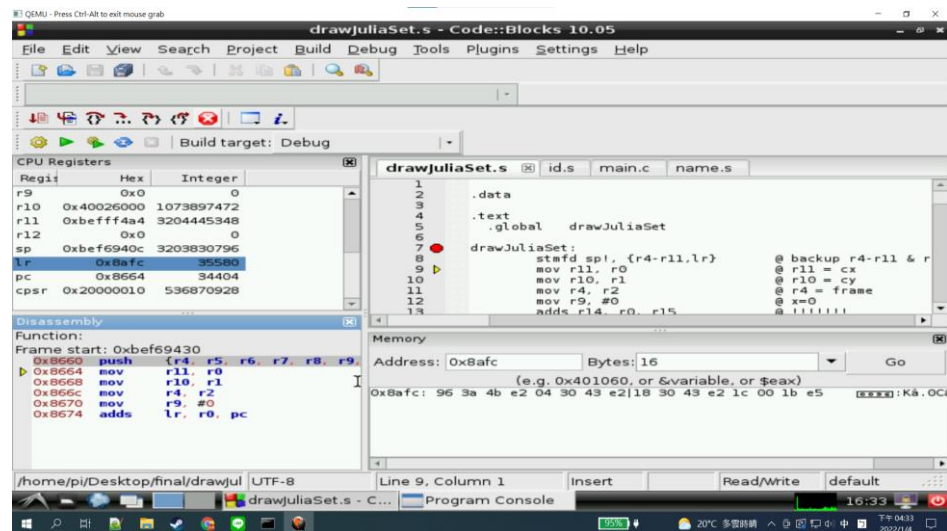 QEMU - Press Ctrl-Alt to exit mouse grab
drawJuliaSet.s - Code::Blocks 10.05
File Edit View Search Project Build Debug Tools Plugins Settings Help
Build target: Debug
CPU Registers
Regis Hex Integer
r9 0x0 0
r10 0x40026000 1073897472
r11 0xbefff4a4 3204445348
r12 0x0 0
sp 0xbef6940c 3203830796
lr 0x8afc 35580
pc 0x8664 34404
cpsr 0x20000010 536870928
Disassembly
Function:
Frame start: 0xbef69430
0x8660 push {r4, r5, r6, r7, r8, r9,
0x8664 mov r11, r0
0x8668 mov r10, r1
0x866c mov r4, r2
0x8670 mov r9, #0
0x8674 adds lr, r0, pc
drawJuliaSet.s id.s main.c name.s
1
2 .data
3
4 .text
5 .global drawJuliaSet
6
7 drawJuliaSet:
8 stmfd sp!, {r4-r11,lr} @ backup r4-r11 & r
9 mov r11, r0 @ r11 = cx
10 mov r10, r1 @ r10 = cy
11 mov r4, r2 @ r4 = frame
12 mov r9, #0 @ x=0
13 adds r14, r0, r15 @ !!!!!!!
Memory
Address: 0x8afc Bytes: 16 Go
(e.g. 0x401060, or &variable, or $eax)
0x8afc: 96 3a 4b e2 04 30 43 e2|18 30 43 e2 1c 00 1b e5
/home/pi/Desktop/final/drawJul UTF-8 Line 9, Column 1 Insert Read/Write default
drawJuliaSet.s - C... Program Console 16:33
95% 20°C 多雲時晴 中 下午 04:33
2022/1/4